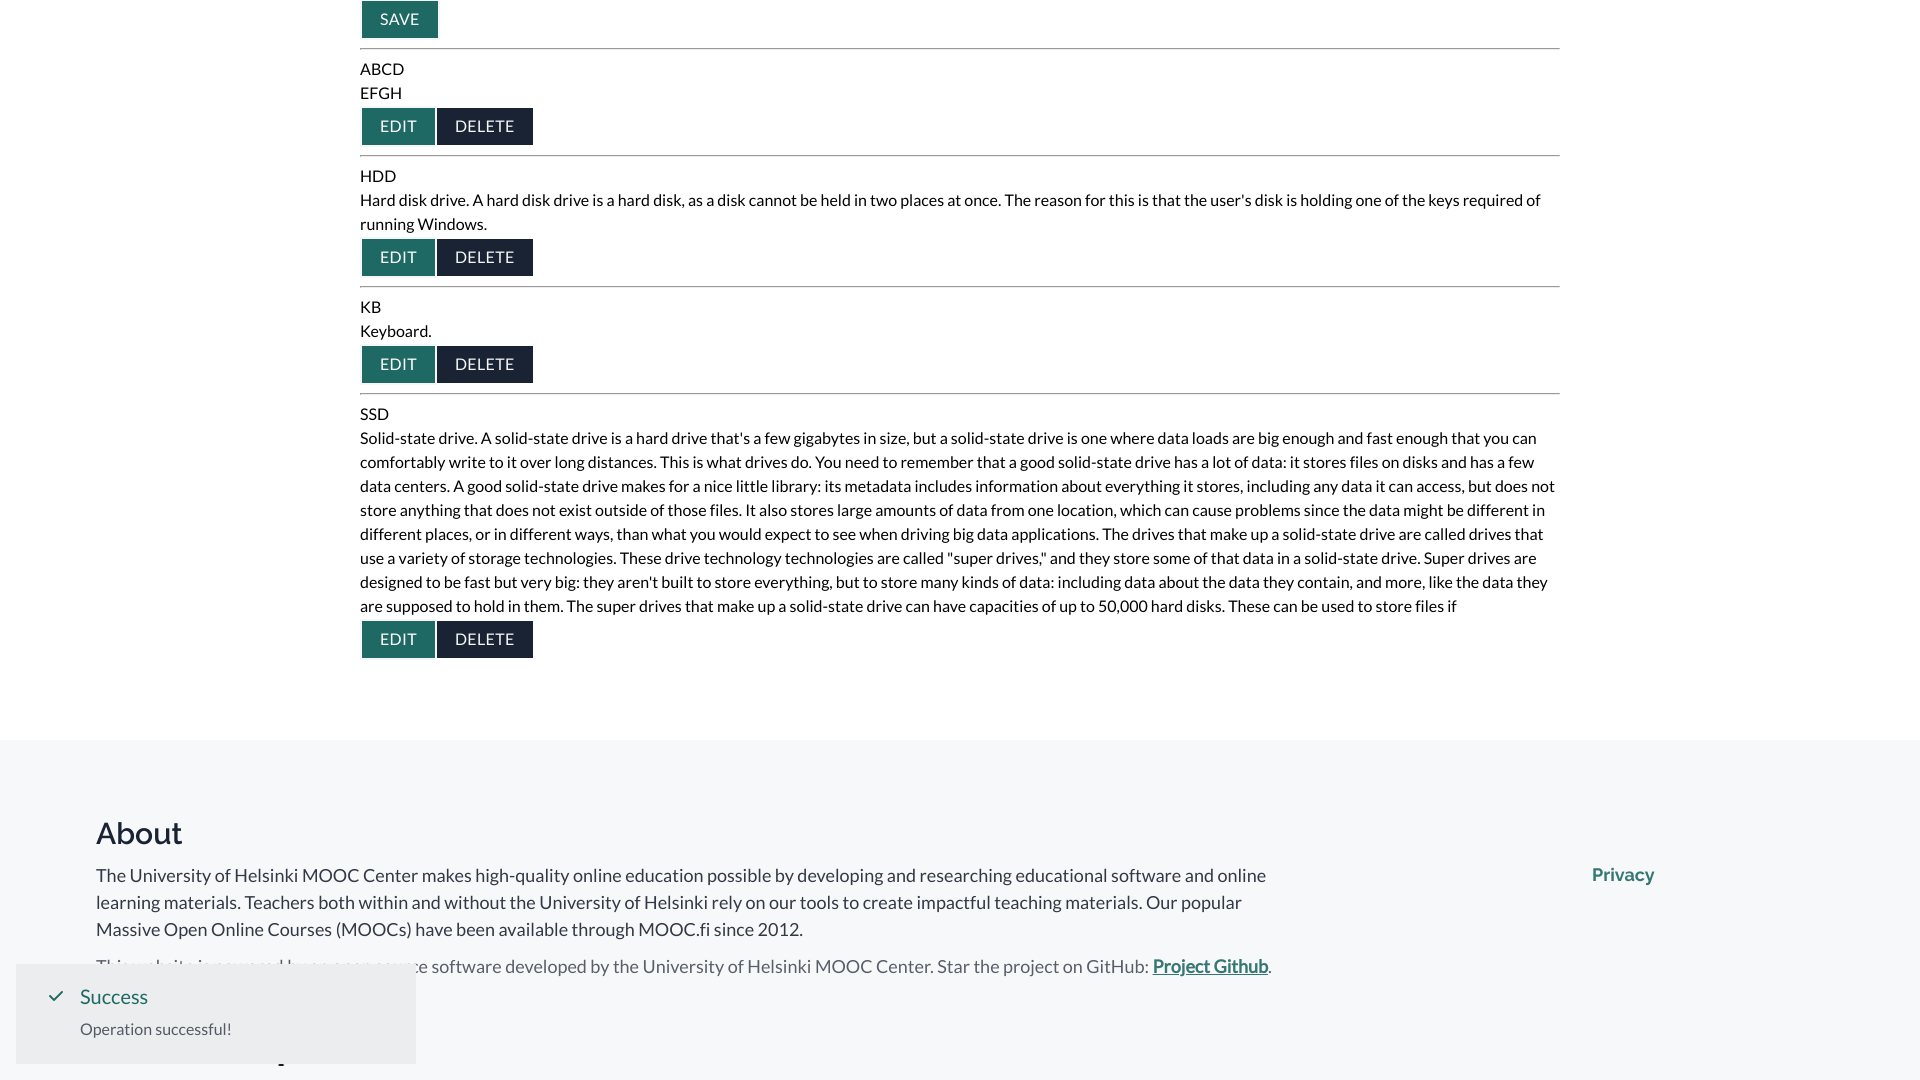 SAVE
ABCD
EFGH
EDIT DELETE
HDD
Hard disk drive. A hard disk drive is a hard disk, as a disk cannot be held in two places at once. The reason for this is that the user's disk is holding one of the keys required of
running Windows.
EDIT DELETE
KB
Keyboard.
EDIT DELETE
SSD
Solid-state drive. A solid-state drive is a hard drive that's a few gigabytes in size, but a solid-state drive is one where data loads are big enough and fast enough that you can
comfortably write to it over long distances. This is what drives do. You need to remember that a good solid-state drive has a lot of data: it stores files on disks and has a few
data centers. A good solid-state drive makes for a nice little library: its metadata includes information about everything it stores, including any data it can access, but does not
store anything that does not exist outside of those files. It also stores large amounts of data from one location, which can cause problems since the data might be different in
different places, or in different ways, than what you would expect to see when driving big data applications. The drives that make up a solid-state drive are called drives that
use a variety of storage technologies. These drive technology technologies are called "super drives," and they store some of that data in a solid-state drive. Super drives are
designed to be fast but very big: they aren't built to store everything, but to store many kinds of data: including data about the data they contain, and more, like the data they
are supposed to hold in them. The super drives that make up a solid-state drive can have capacities of up to 50,000 hard disks. These can be used to store files if
EDIT DELETE
About
The University of Helsinki MOOC Center makes high-quality online education possible by developing and researching educational software and online
learning materials. Teachers both within and without the University of Helsinki rely on our tools to create impactful teaching materials. Our popular
Massive Open Online Courses (MOOCs) have been available through MOOC.fi since 2012.
Privacy
software developed by the University of Helsinki MOOC Center. Star the project on GitHub: Project Github.
Success
Operation successful!